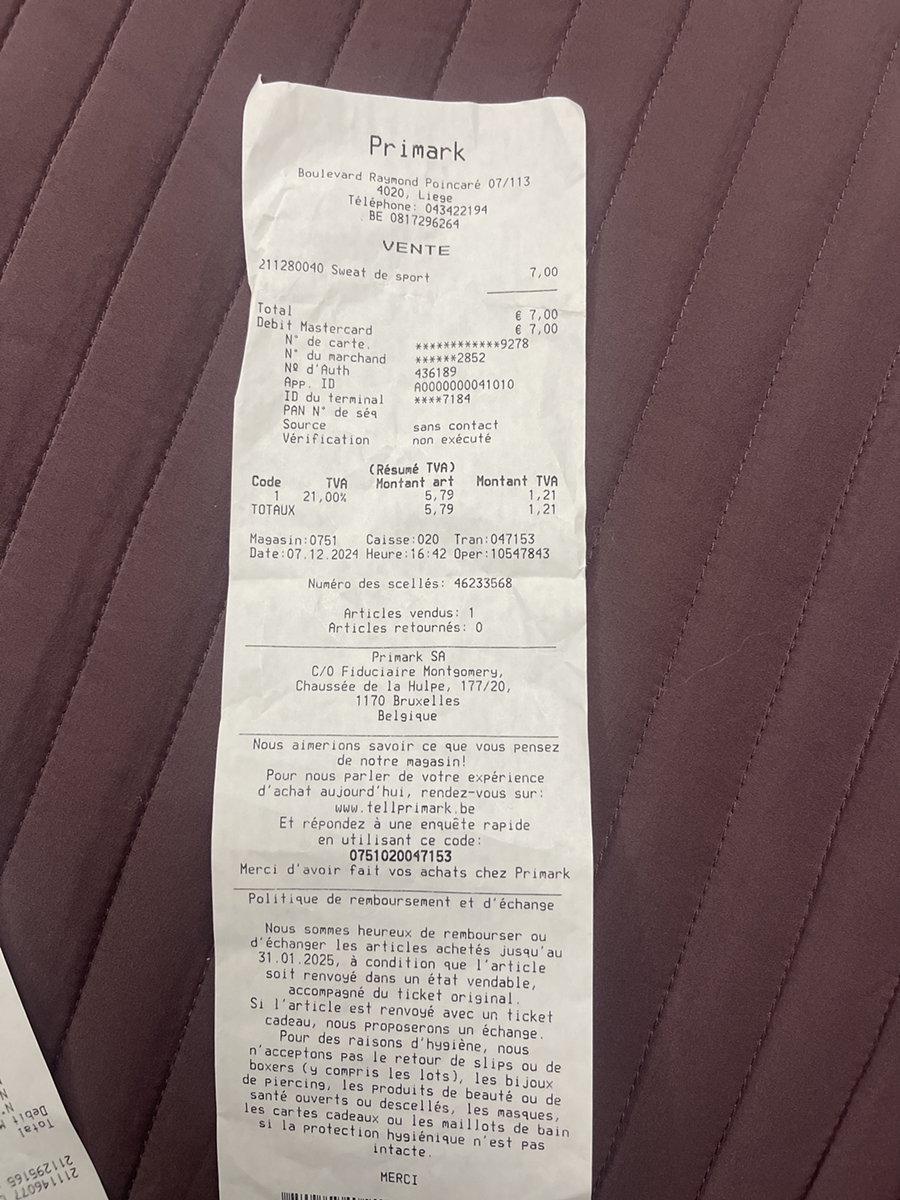 Primark
Boulevard Raymond Poincaré 07/113
4020, Liege
Téléphone: 043422194
BE 0817296264
VENTE
211280040 Sweat de sport 7,00
Total € 7,00
Debit Mastercard € 7,00
N° de carte. ************9278
N° du marchand ******2852
Nº d'Auth 436189
App. ID A0000000041010
ID du terminal ****7184
PAN N° de séq
Source sans contact
Vérification non exécuté
(Résumé TVA)
Code TVA Montant art Montant TVA
1 21,00% 5,79 1,21
TOTAUX 5,79 1,21
Magasin:0751 Caisse:020 Tran:047153
Date:07.12.2024 Heure:16:42 Oper:10547843
Numéro des scellés: 46233568
Articles vendus: 1
Articles retournés: 0
Primark SA
C/O Fiduciaire Montgomery,
Chaussée de la Hulpe, 177/20,
1170 Bruxelles
Belgique
Nous aimerions savoir ce que vous pensez
de notre magasin!
Pour nous parler de votre expérience
d'achat aujourd'hui, rendez-vous sur:
www.tellprimark.be
Et répondez à une enquête rapide
en utilisant ce code:
0751020047153
Merci d'avoir fait vos achats chez Primark
Politique de remboursement et d'échange
Nous sommes heureux de rembourser ou
d'échanger les articles achetés jusqu'au
31.01.2025, à condition que l'article
soit renvoyé dans un état vendable,
accompagné du ticket original.
Si l'article est renvoyé avec un ticket
cadeau, nous proposerons un échange.
Pour des raisons d'hygiène, nous
n'acceptons pas le retour de slips ou de
boxers (y compris les lots), les bijoux
de piercing, les produits de beauté ou de
santé ouverts ou descellés, les masques,
les cartes cadeaux ou les maillots de bain
si la protection hygiénique n'est pas
intacte.
MERCI
Debit
Total
211295165
211146077